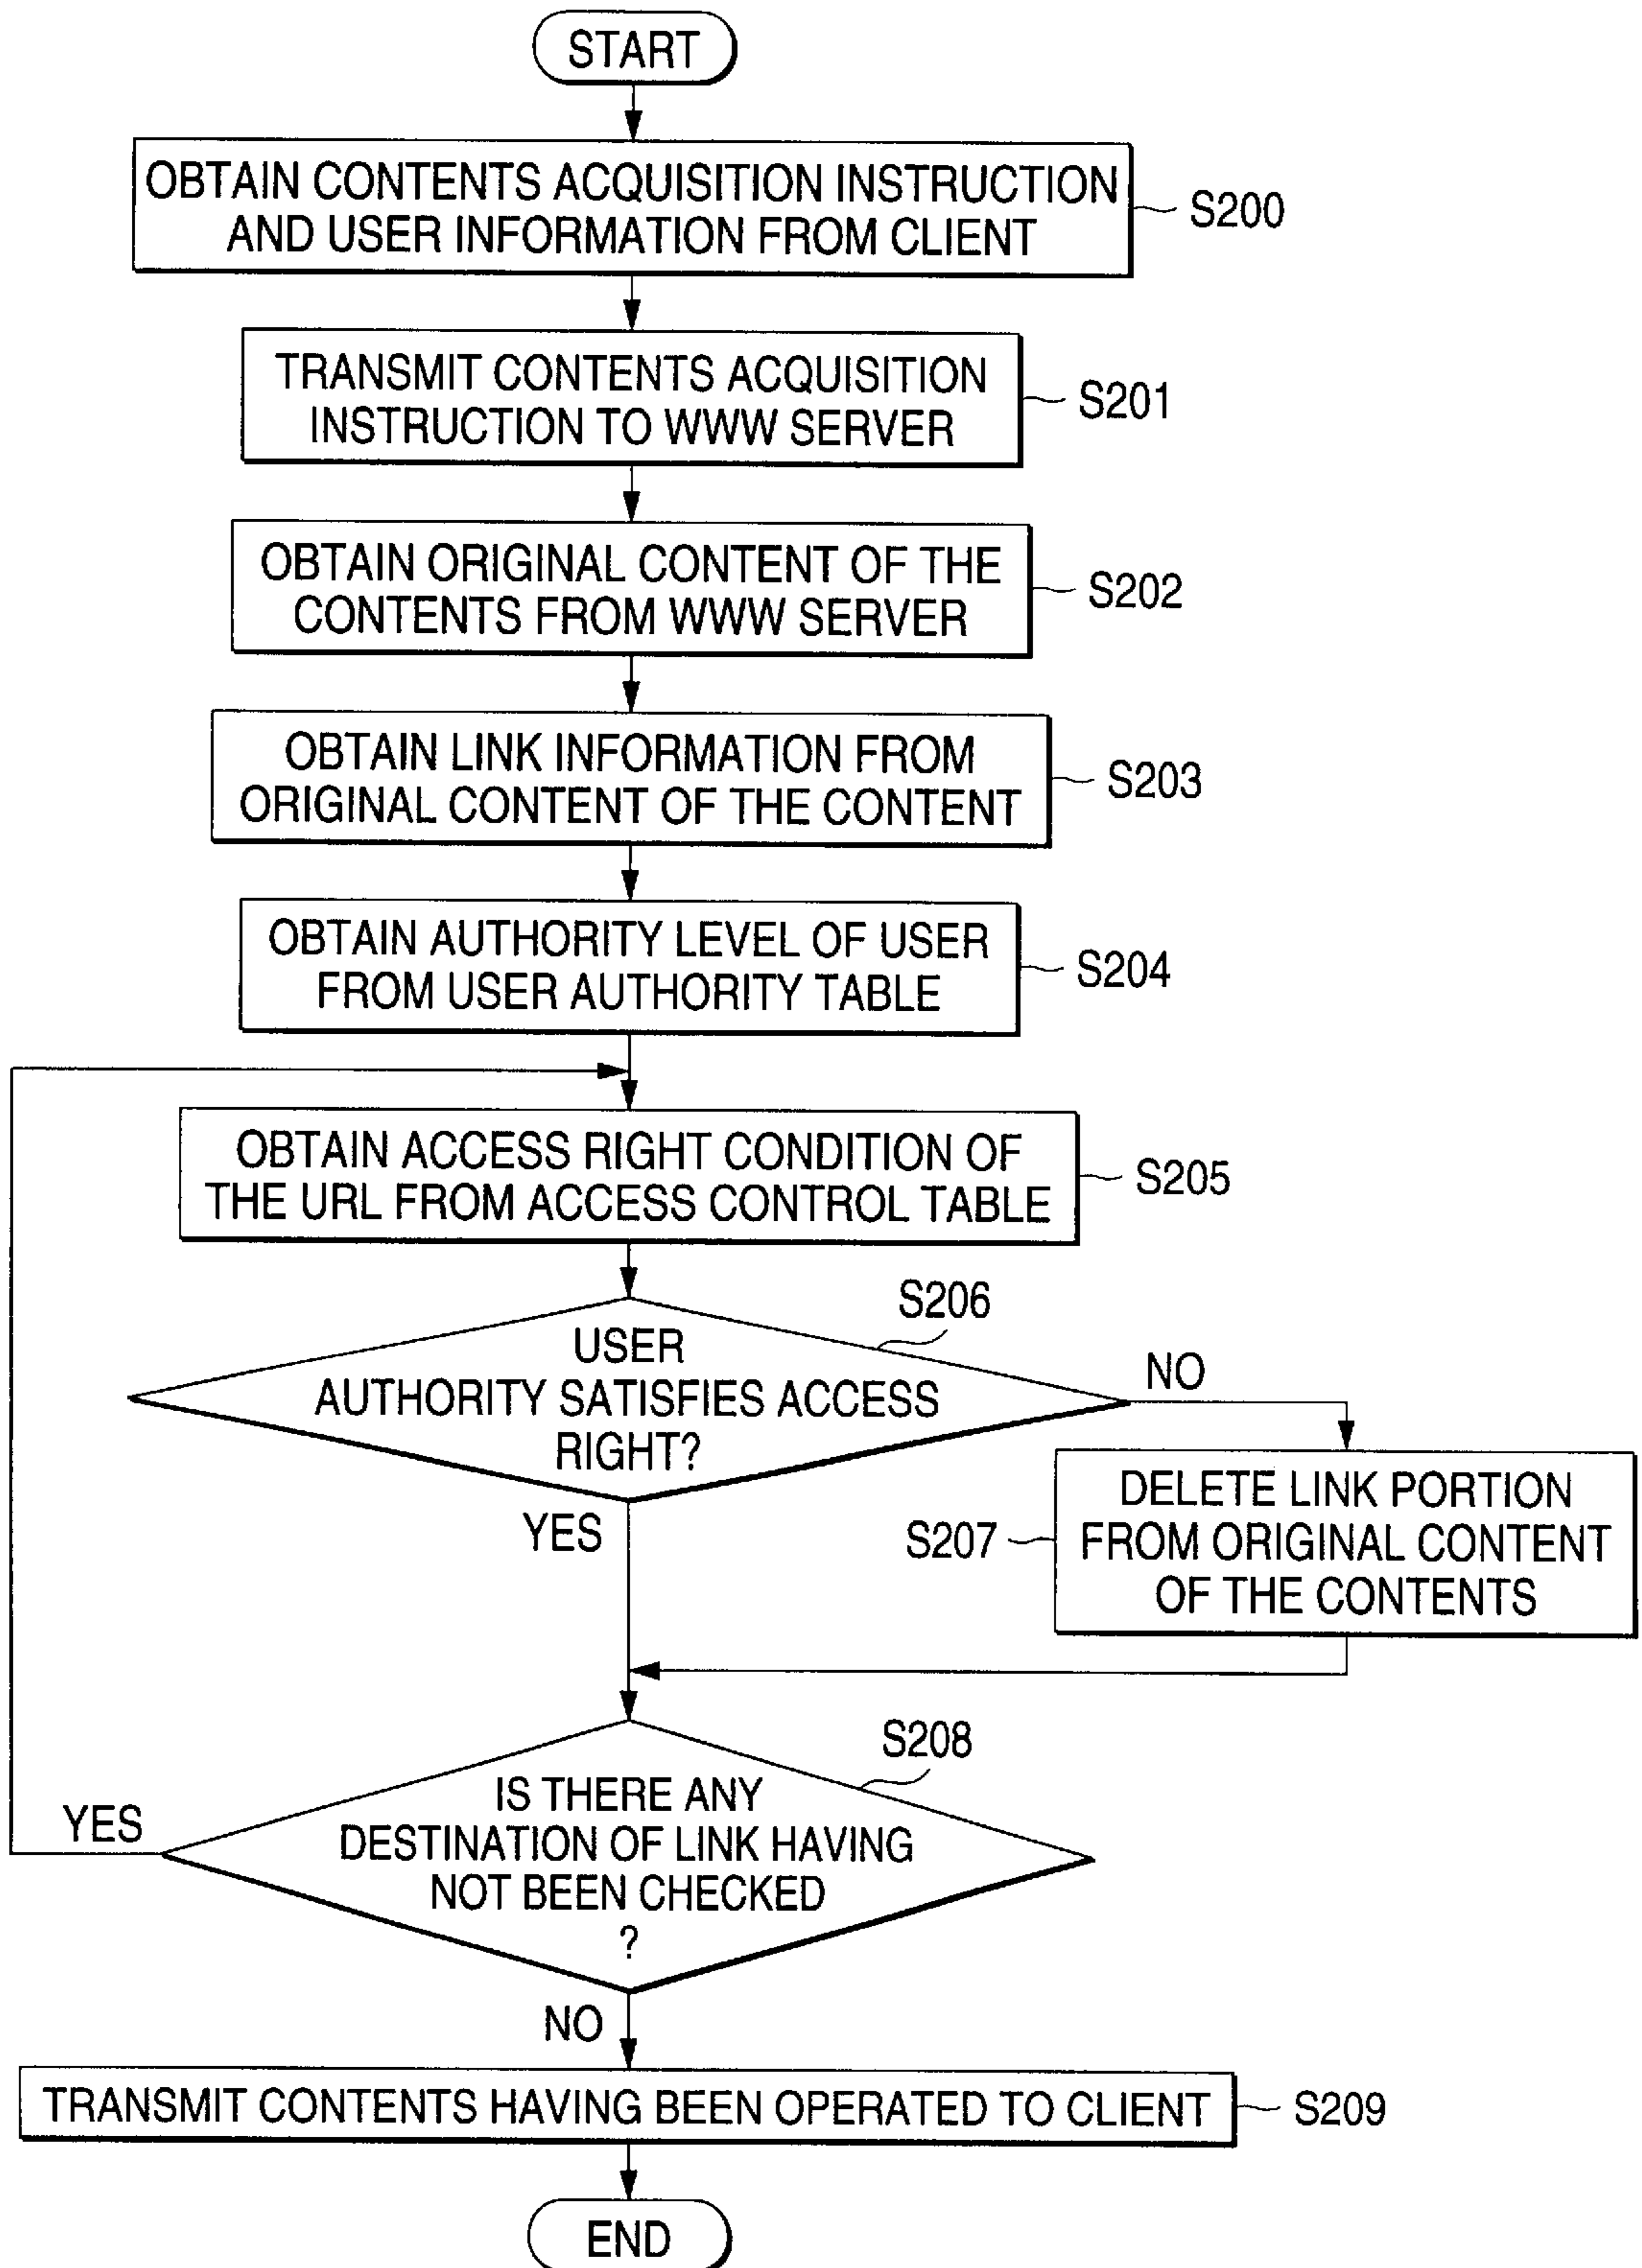 START
OBTAIN CONTENTS ACQUISITION INSTRUCTION
AND USER INFORMATION FROM CLIENT
S200
TRANSMIT CONTENTS ACQUISITION
INSTRUCTION TO WWW SERVER
S201
OBTAIN ORIGINAL CONTENT OF THE
CONTENTS FROM WWW SERVER
S202
OBTAIN LINK INFORMATION FROM
ORIGINAL CONTENT OF THE CONTENT
S203
OBTAIN AUTHORITY LEVEL OF USER
FROM USER AUTHORITY TABLE
S204
OBTAIN ACCESS RIGHT CONDITION OF
THE URL FROM ACCESS CONTROL TABLE
S205
S206
USER
AUTHORITY SATISFIES ACCESS
RIGHT?
NO
YES
DELETE LINK PORTION
FROM ORIGINAL CONTENT
OF THE CONTENTS
S207
S208
IS THERE ANY
DESTINATION OF LINK HAVING
NOT BEEN CHECKED
?
YES
NO
TRANSMIT CONTENTS HAVING BEEN OPERATED TO CLIENT
S209
END